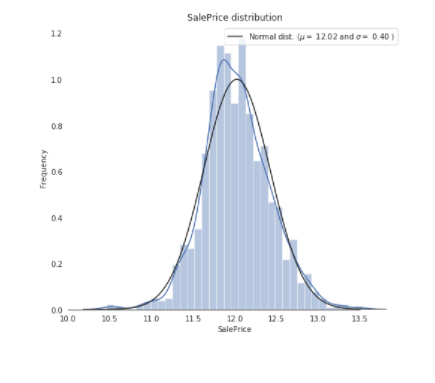 SalePrice distribution
Normal dist. (μ = 12.02 and σ = 0.40 )
1.2
1.0
0.8
0.6
0.4
0.2
0.0
Frequency
10.0 10.5 11.0 11.5 12.0 12.5 13.0 13.5
SalePrice